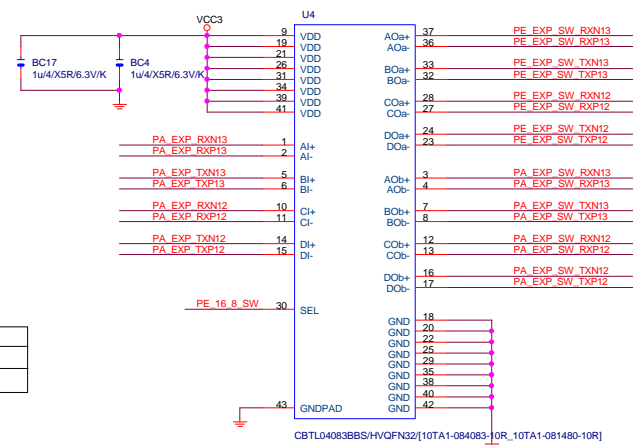 U4
VCC3
BC17
1u/4/X5R/6.3V/K
BC4
1u/4/X5R/6.3V/K
9 VDD
19 VDD
21 VDD
26 VDD
31 VDD
34 VDD
39 VDD
41 VDD
PA_EXP_RXN13 1 AI+
PA_EXP_RXP13 2 AI-
PA_EXP_TXN13 5 BI+
PA_EXP_TXP13 6 BI-
PA_EXP_RXN12 10 CI+
PA_EXP_RXP12 11 CI-
PA_EXP_TXN12 14 DI+
PA_EXP_TXP12 15 DI-
PE_16_8_SW 30 SEL
43 GNDPAD
AOa+ 37 PE_EXP_SW_RXN13
AOa- 36 PE_EXP_SW_RXP13
BOa+ 33 PE_EXP_SW_TXN13
BOa- 32 PE_EXP_SW_TXP13
COa+ 28 PE_EXP_SW_RXN12
COa- 27 PE_EXP_SW_RXP12
DOa+ 24 PE_EXP_SW_TXN12
DOa- 23 PE_EXP_SW_TXP12
AOb+ 3 PA_EXP_SW_RXN13
AOb- 4 PA_EXP_SW_RXP13
BOb+ 7 PA_EXP_SW_TXN13
BOb- 8 PA_EXP_SW_TXP13
COb+ 12 PA_EXP_SW_RXN12
COb- 13 PA_EXP_SW_RXP12
DOb+ 16 PA_EXP_SW_TXN12
DOb- 17 PA_EXP_SW_TXP12
GND 18
GND 20
GND 22
GND 25
GND 29
GND 35
GND 38
GND 40
GND 42
CBTL04083BBS/HVQFN32/[10TA1-084083-10R_10TA1-081480-10R]